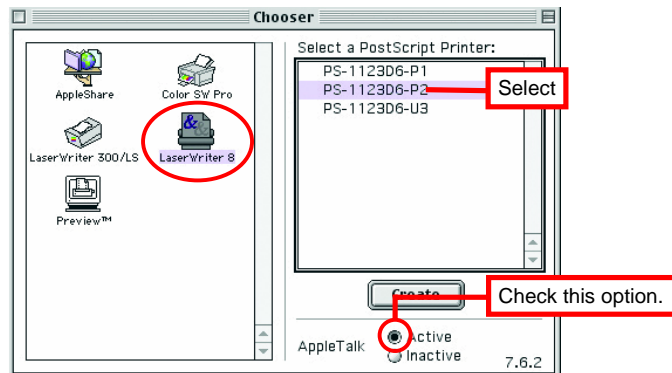 Chooser
AppleShare
Color SW Pro
LaserWriter 300/LS
LaserWriter 8
Preview™
Select a PostScript Printer:
PS-1123D6-P1
PS-1123D6-P2
PS-1123D6-U3
Select
Create
Check this option.
AppleTalk
Active
Inactive
7.6.2